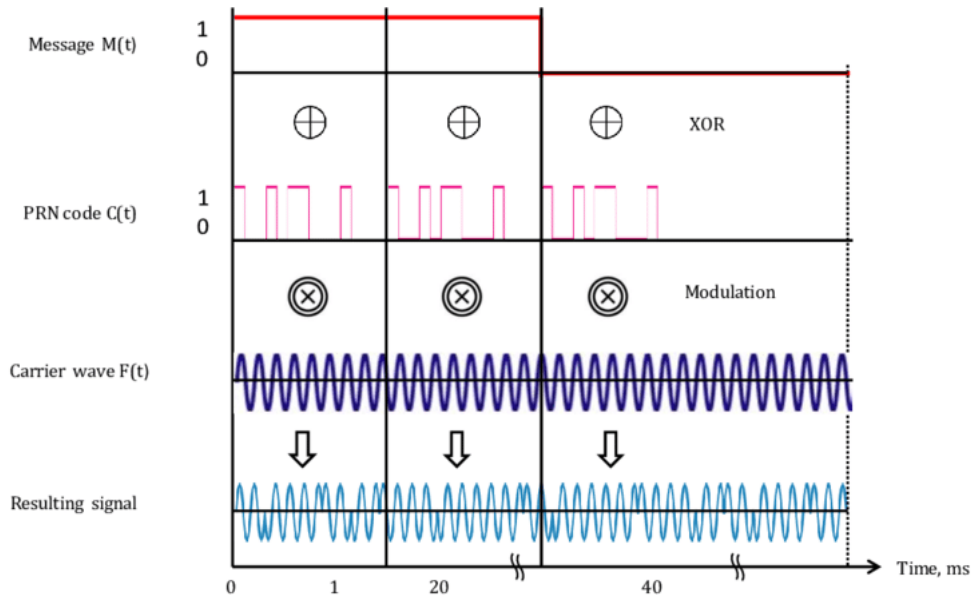 Message M(t)
1
0
XOR
PRN code C(t)
1
0
Modulation
Carrier wave F(t)
Resulting signal
Time, ms
0
1
20
40